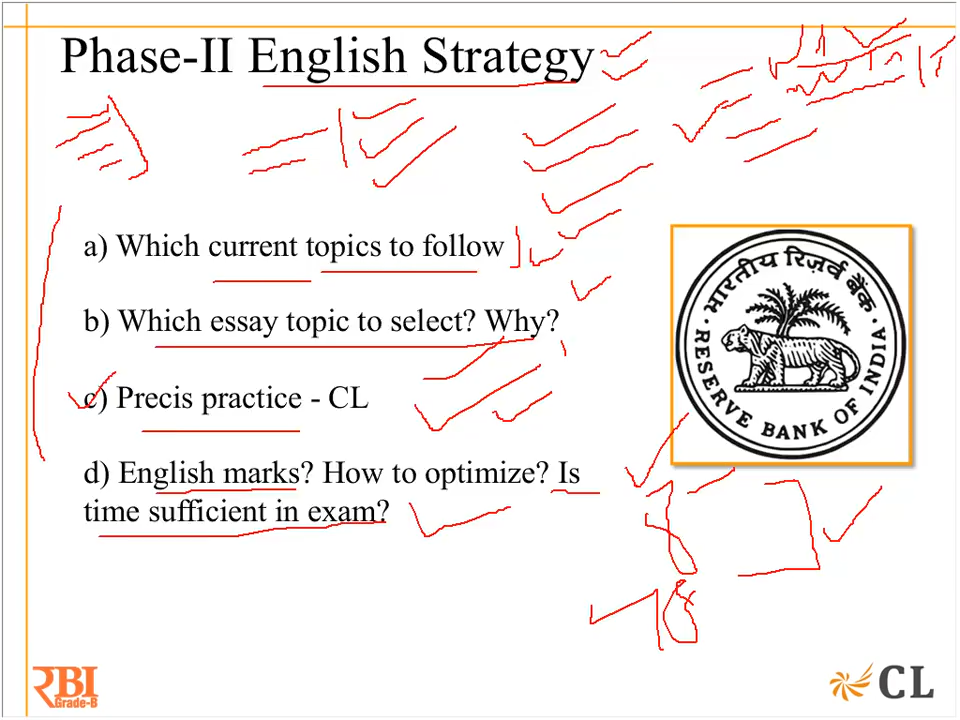 Phase-II English Strategy
a) Which current topics to follow
b) Which essay topic to select? Why?
c) Precis practice - CL
d) English marks? How to optimize? Is
time sufficient in exam?
भारतीय रिज़र्व बैंक
RESERVE BANK OF INDIA
RBI
Grade-B
CL